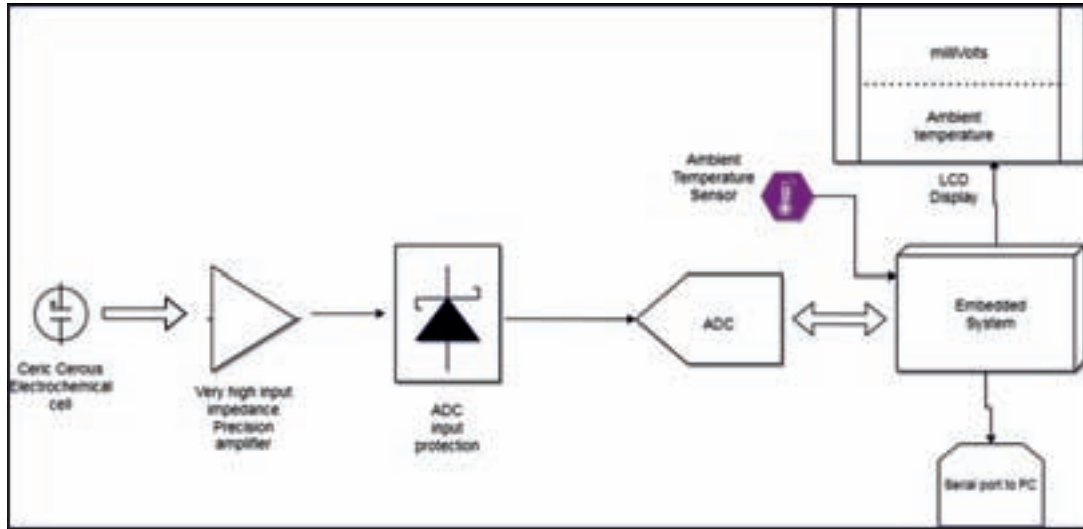 milliVolts
Ambient
temperature
LCD
Display
Ambient
Temperature
Sensor
Embedded
System
ADC
Ceric Cerous
Electrochemical
cell
Very high input
impedance
Precision
amplifier
ADC
input
protection
Serial port to PC